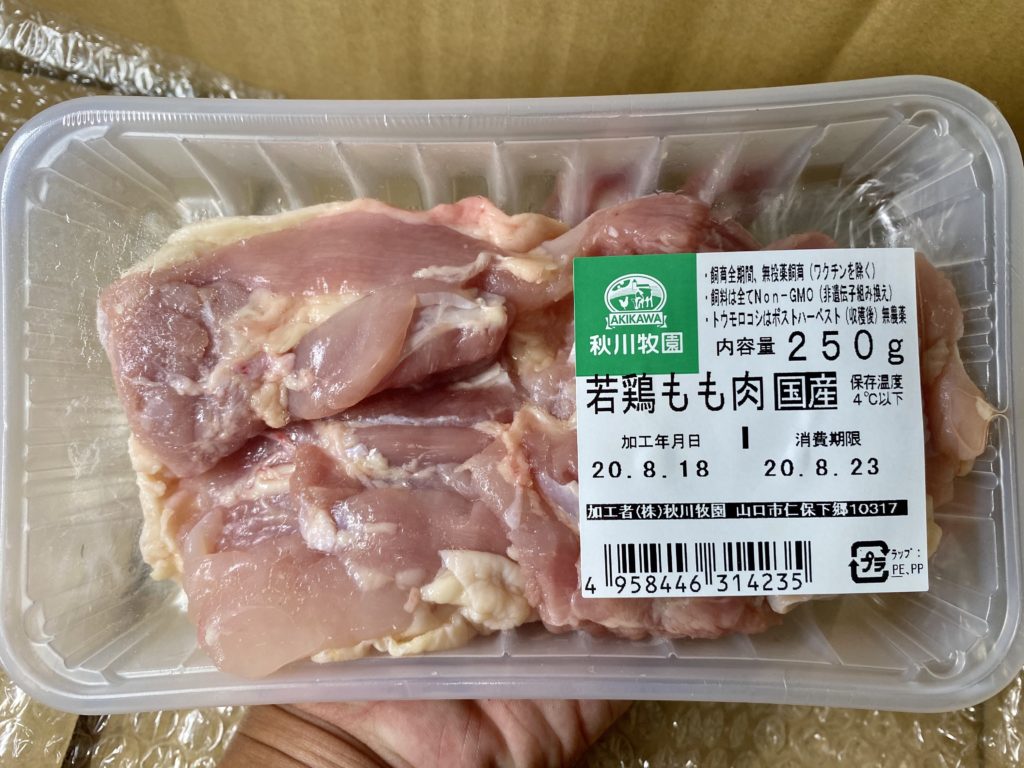 ・飼育全期間、無投薬飼育（ワクチンを除く）
・飼料は全てNon-GMO（非遺伝子組み換え）
・トウモロコシはポストハーベスト（収穫後）無農薬
AKIKAWA
秋川牧園
内容量 250g
若鶏もも肉 国産
保存温度
4℃以下
加工年月日 消費期限
20.8.18 20.8.23
加工者(株)秋川牧園 山口市仁保下郷10317
4 958446 314235
プラ
ラップ:
PE、PP